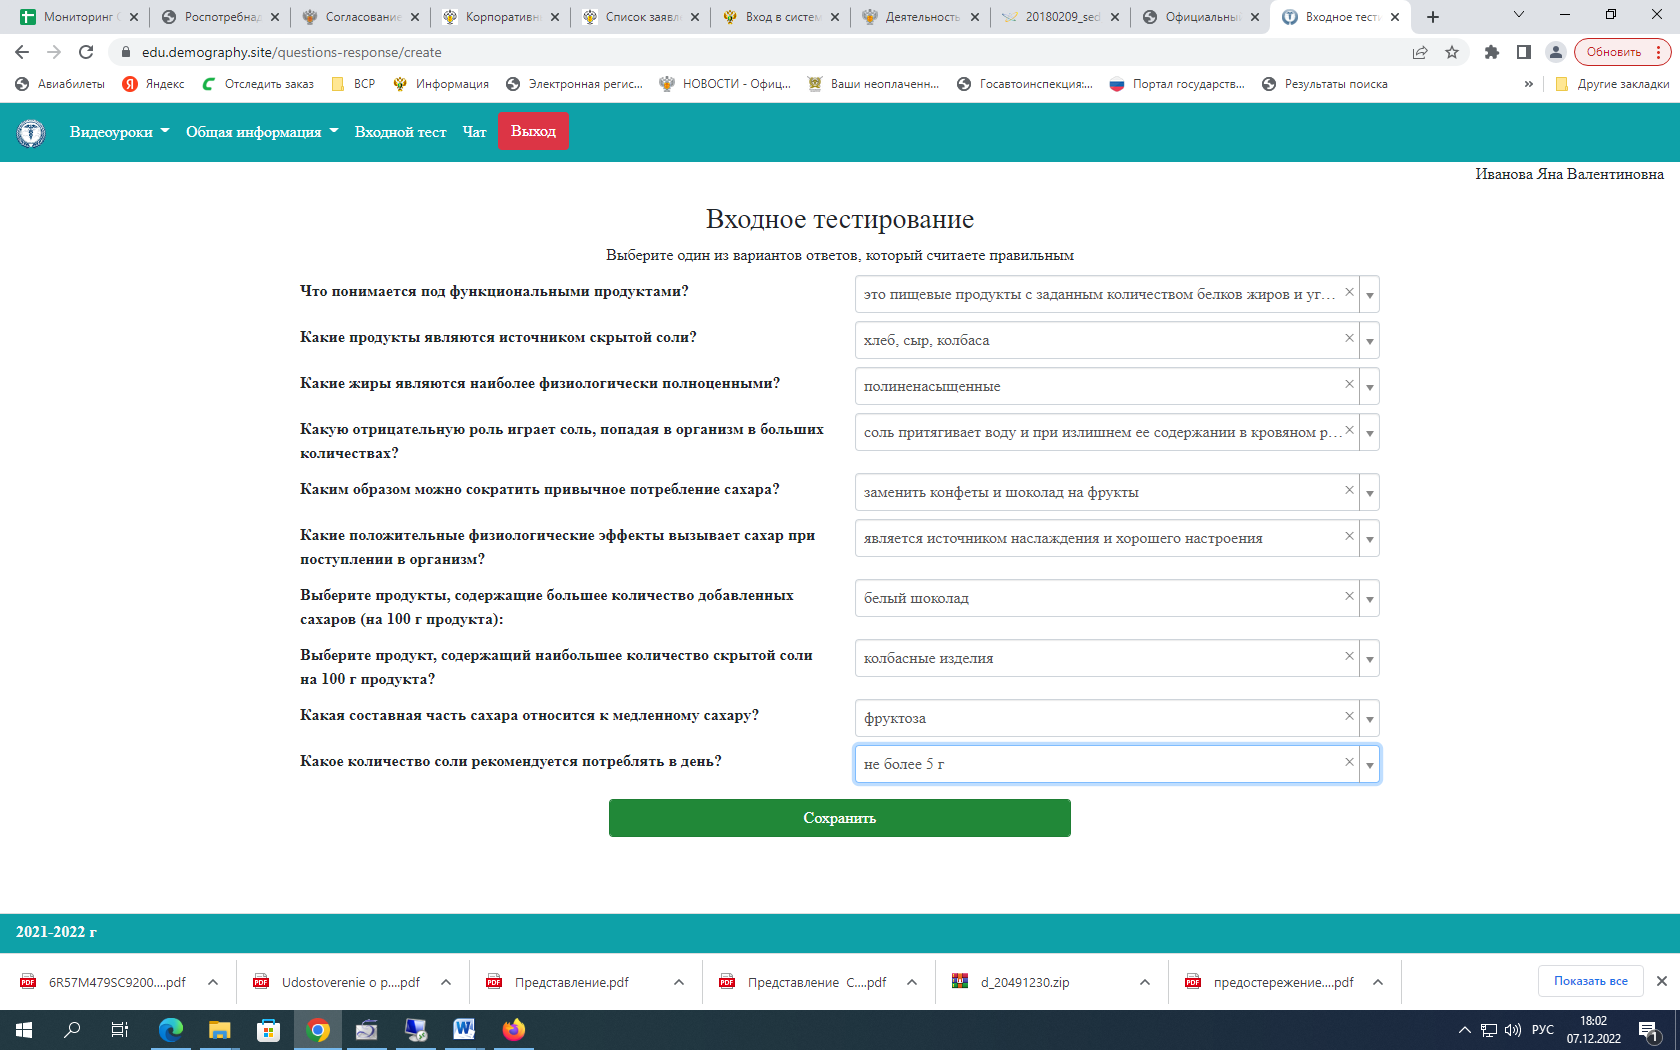 Мониторинг С
Роспотребнад
Согласование
Корпоративн
Список заявл
Вход в систем
Деятельность
20180209_sed
Официальный
Входное тест
edu.demography.site/questions-response/create
Обновить
Авиабилеты
Яндекс
Отследить заказ
ВСР
Информация
Электронная регис...
НОВОСТИ - Офиц...
Ваши неоплаченн...
Госавтоинспекция:...
Портал государств...
Результаты поиска
»
Другие закладки
Видеоуроки
Общая информация
Входной тест
Чат
Выход
Иванова Яна Валентиновна
Входное тестирование
Выберите один из вариантов ответов, который считаете правильным
Что понимается под функциональными продуктами?
это пищевые продукты с заданным количеством белков жиров и уг...
Какие продукты являются источником скрытой соли?
хлеб, сыр, колбаса
Какие жиры являются наиболее физиологически полноценными?
полиненасыщенные
Какую отрицательную роль играет соль, попадая в организм в больших
количествах?
соль притягивает воду и при излишнем ее содержании в кровяном р...
Каким образом можно сократить привычное потребление сахара?
заменить конфеты и шоколад на фрукты
Какие положительные физиологические эффекты вызывает сахар при
поступлении в организм?
является источником наслаждения и хорошего настроения
Выберите продукты, содержащие большее количество добавленных
сахаров (на 100 г продукта):
белый шоколад
Выберите продукт, содержащий наибольшее количество скрытой соли
на 100 г продукта?
колбасные изделия
Какая составная часть сахара относится к медленному сахару?
фруктоза
Какое количество соли рекомендуется потреблять в день?
не более 5 г
Сохранить
2021-2022 г
6R57M479SC9200....pdf
Udostoverenie o p....pdf
Представление.pdf
Представление С....pdf
d_20491230.zip
предостережение....pdf
Показать все
РУС
18:02
07.12.2022
1